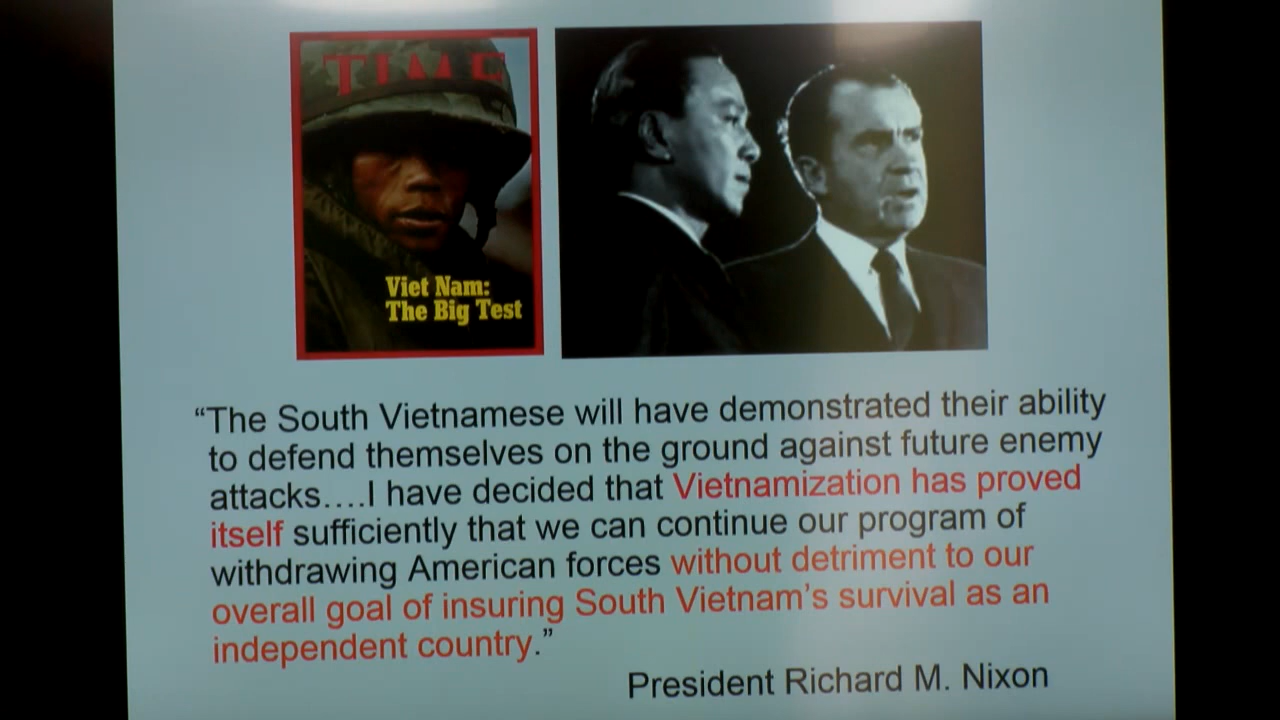 TIME
Viet Nam:
The Big Test
“The South Vietnamese will have demonstrated their ability
to defend themselves on the ground against future enemy
attacks....I have decided that Vietnamization has proved
itself sufficiently that we can continue our program of
withdrawing American forces without detriment to our
overall goal of insuring South Vietnam’s survival as an
independent country.”
President Richard M. Nixon